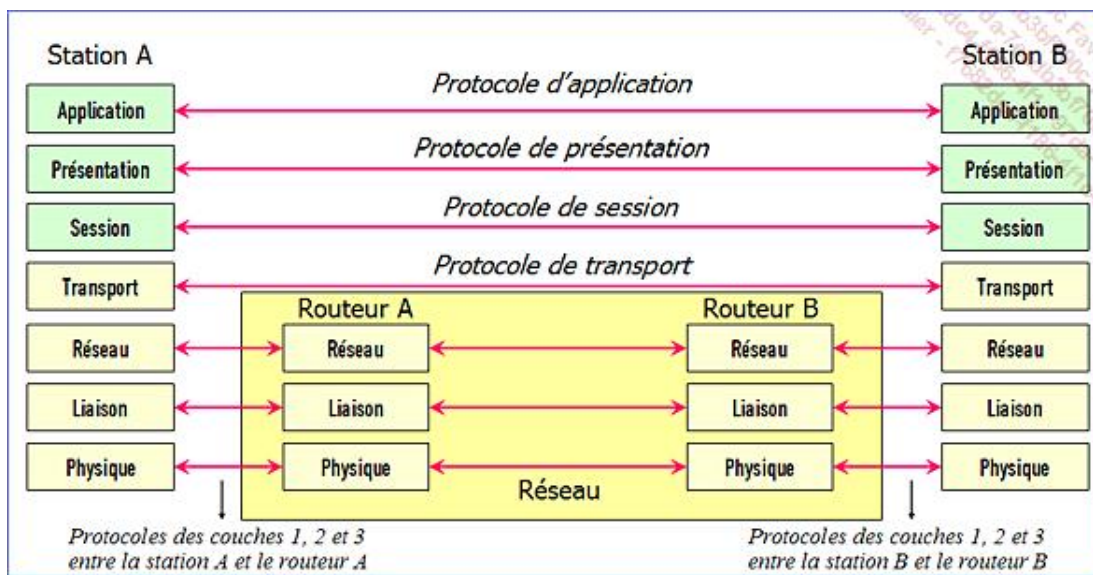 Station A
Station B
Protocole d'application
Application
Application
Protocole de présentation
Présentation
Présentation
Protocole de session
Session
Session
Protocole de transport
Transport
Transport
Routeur A
Routeur B
Réseau
Réseau
Réseau
Réseau
Liaison
Liaison
Liaison
Liaison
Physique
Physique
Physique
Physique
Réseau
Protocoles des couches 1, 2 et 3
entre la station A et le routeur A
Protocoles des couches 1, 2 et 3
entre la station B et le routeur B